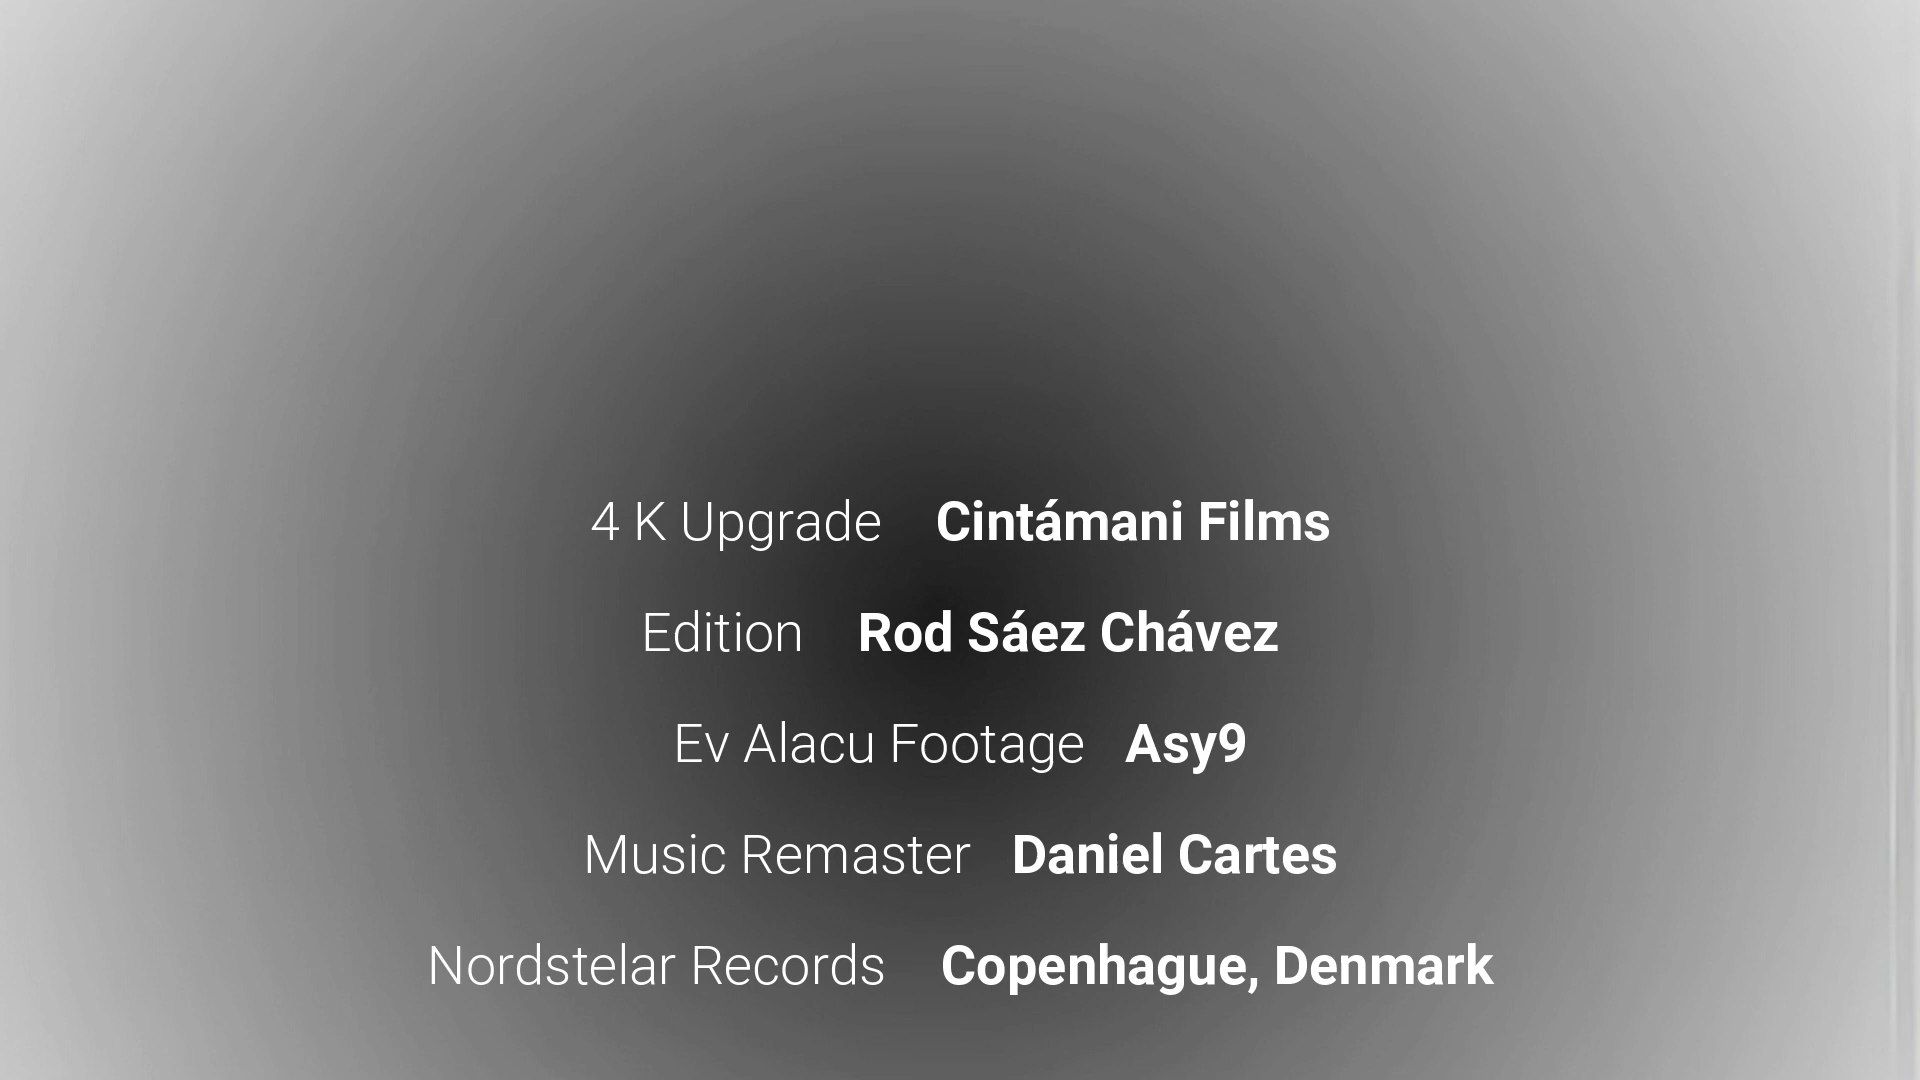 4 K Upgrade Cintámani Films
Edition Rod Sáez Chávez
Ev Alacu Footage Asy9
Music Remaster Daniel Cartes
Nordstelar Records Copenhague, Denmark